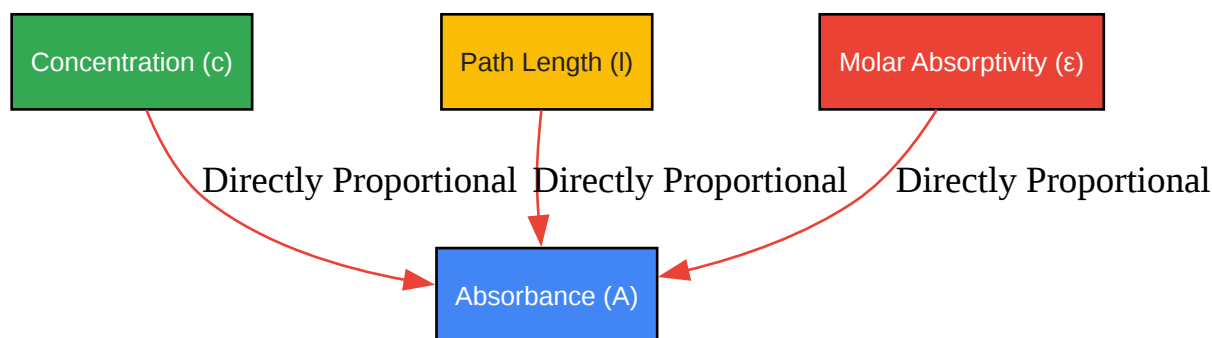 Concentration (c)
Path Length (l)
Molar Absorptivity (ε)
Directly Proportional
Directly Proportional
Directly Proportional
Absorbance (A)